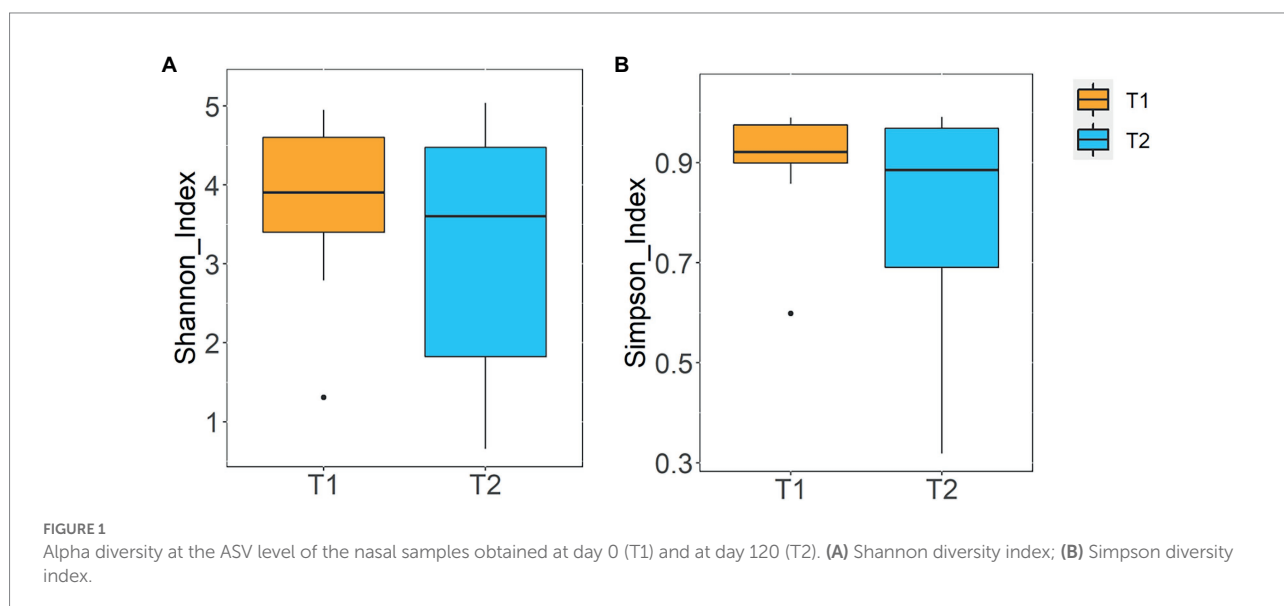 A
B
5
4
3
2
1
Shannon_Index
T1
T2
0.9
0.7
0.5
0.3
Simpson_Index
T1
T2
T1
T2
FIGURE 1
Alpha diversity at the ASV level of the nasal samples obtained at day 0 (T1) and at day 120 (T2). (A) Shannon diversity index; (B) Simpson diversity
index.